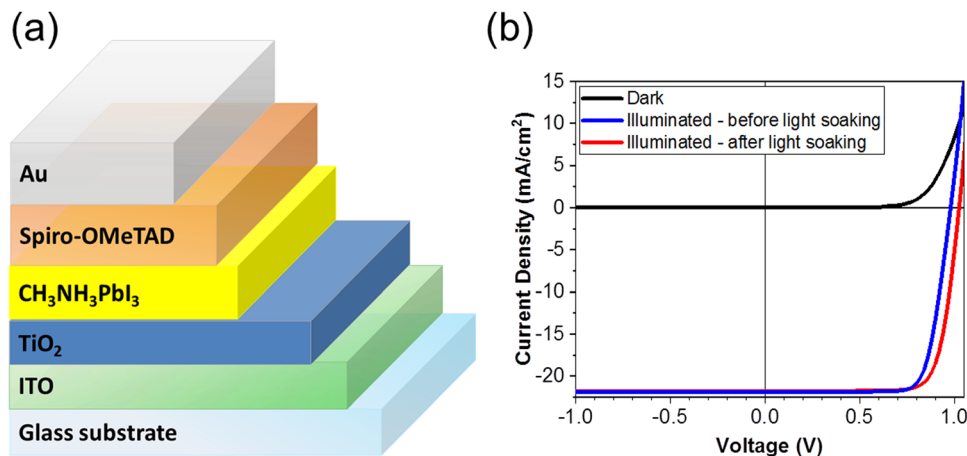 (a)
Au
Spiro-OMeTAD
CH₃NH₃PbI₃
TiO₂
ITO
Glass substrate
(b)
Dark
Illuminated - before light soaking
Illuminated - after light soaking
Current Density (mA/cm²)
15
10
5
0
-5
-10
-15
-20
-1.0 -0.5 0.0 0.5 1.0
Voltage (V)